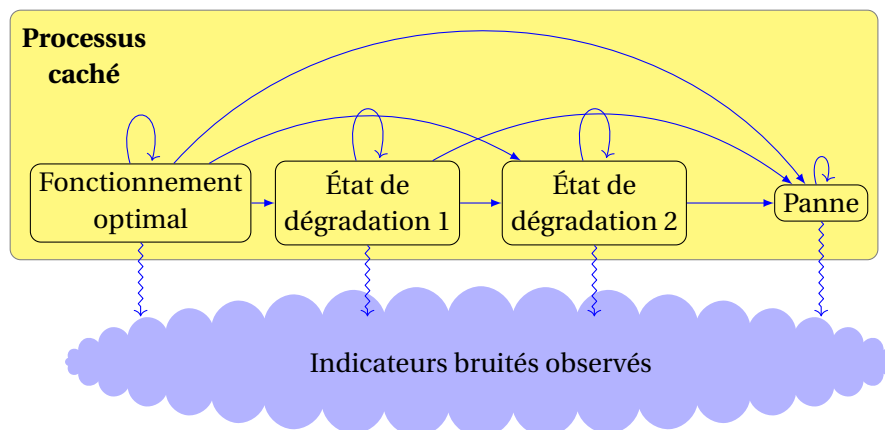 Processus
caché
Fonctionnement
optimal
État de
dégradation 1
État de
dégradation 2
Panne
Indicateurs bruités observés